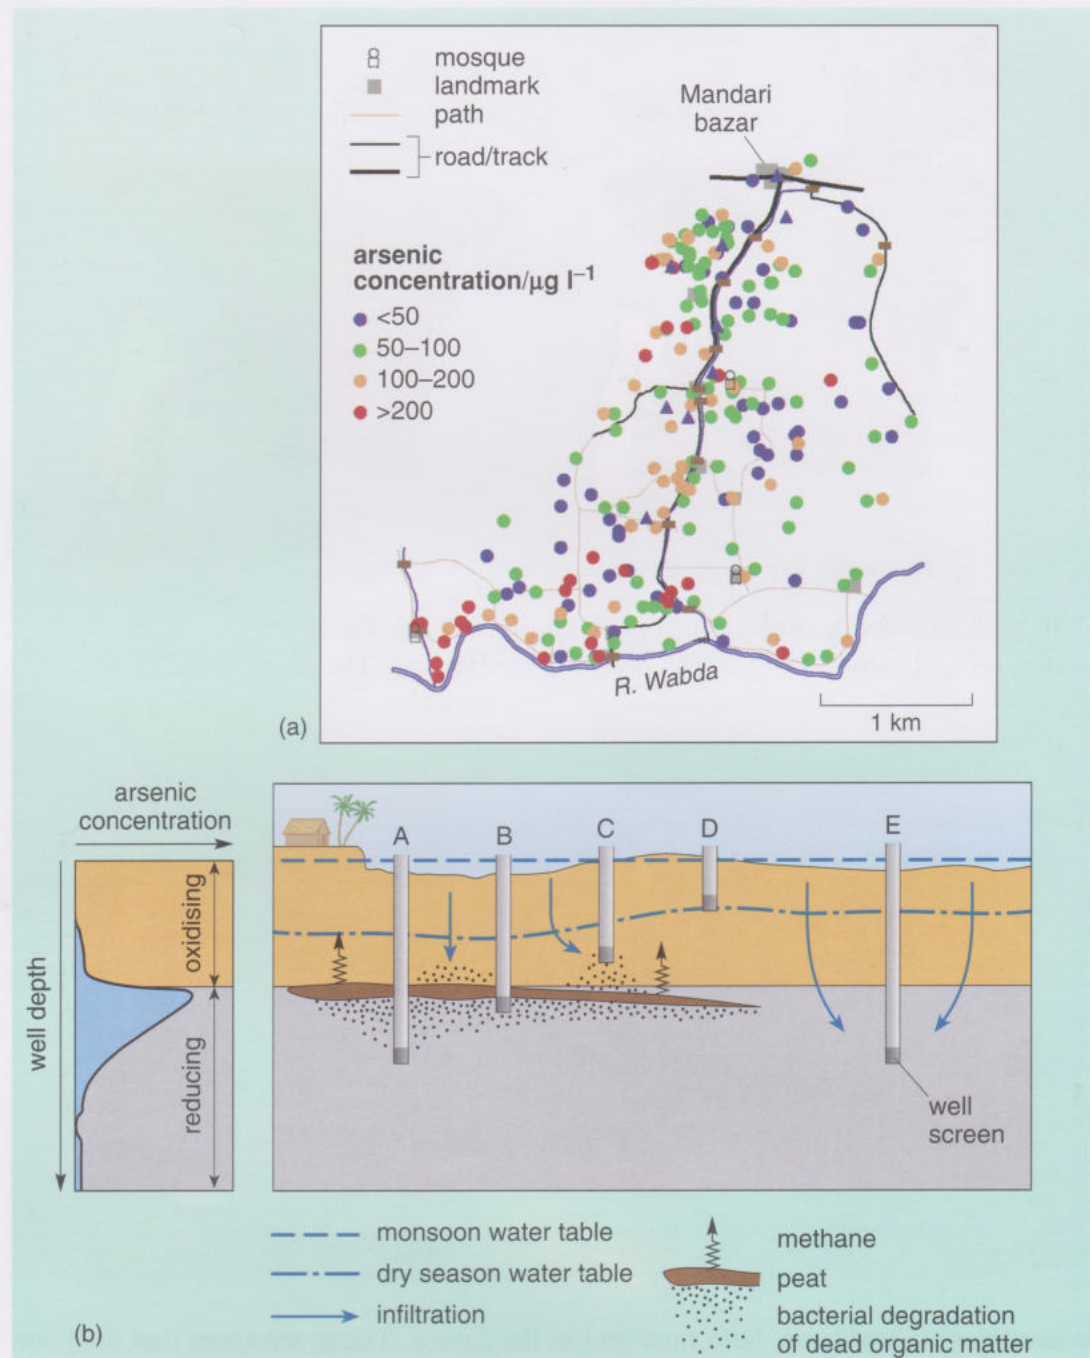 mosque
landmark
path
road/track
Mandari
bazar
arsenic
concentration/µg l⁻¹
<50
50–100
100–200
>200
R. Wabda
1 km
(a)
arsenic
concentration
well depth
oxidising
reducing
A
B
C
D
E
well
screen
monsoon water table
dry season water table
infiltration
methane
peat
bacterial degradation
of dead organic matter
(b)